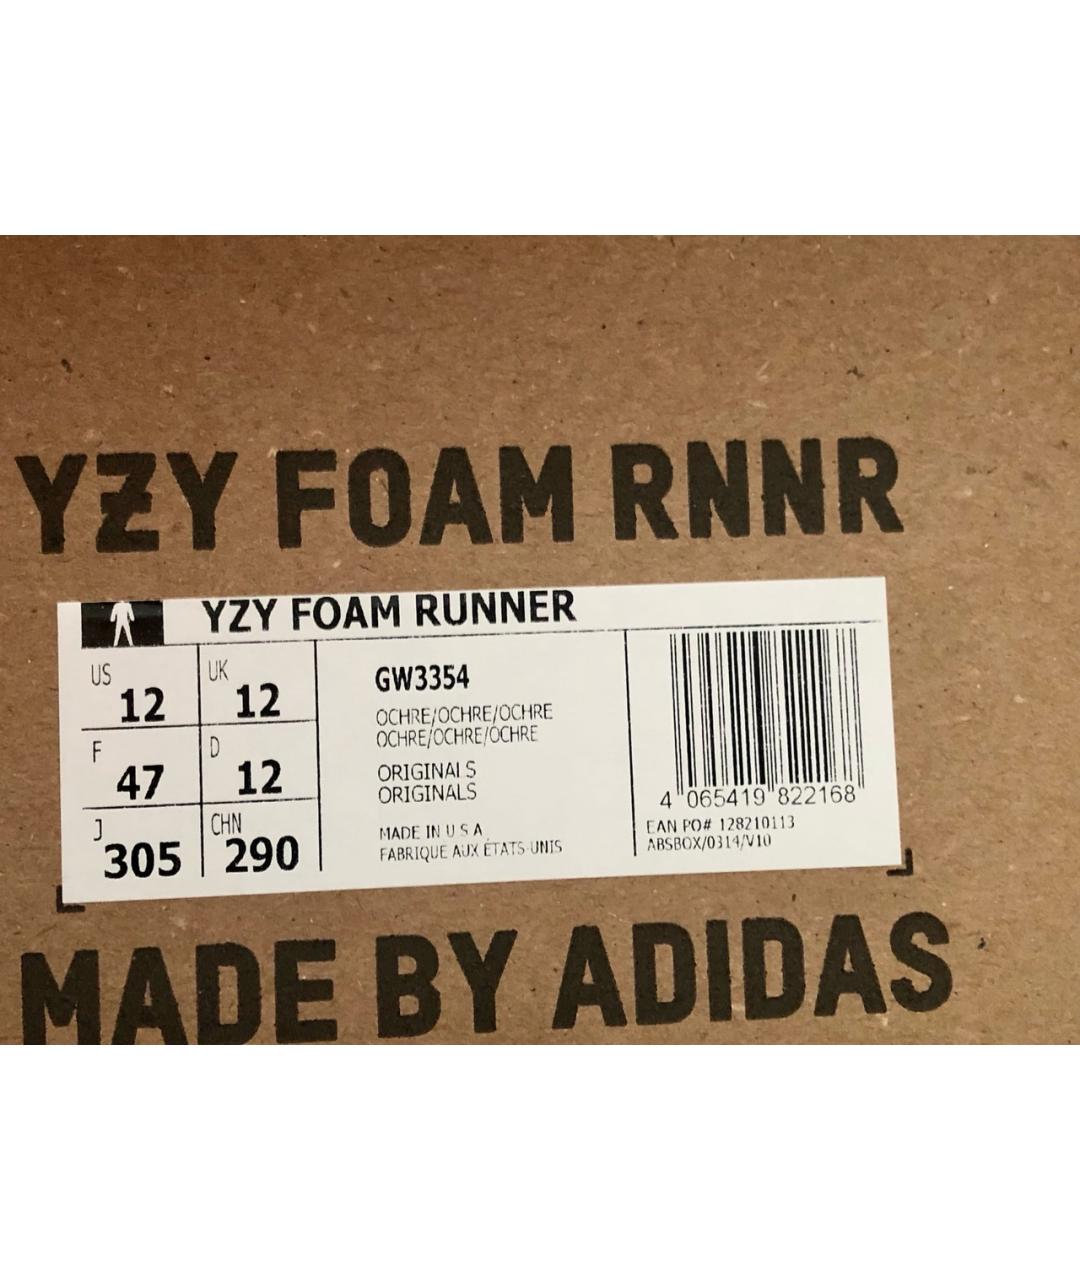 YZY FOAM RNNR
YZY FOAM RUNNER
US 12
UK 12
F 47
D 12
J 305
CHN 290
GW3354
OCHRE/OCHRE/OCHRE
OCHRE/OCHRE/OCHRE
ORIGINALS
ORIGINALS
MADE IN U S A
FABRIQUE AUX ÉTATS-UNIS
4 065419 822168
EAN PO# 128210113
ABSBOX/0314/V10
MADE BY ADIDAS